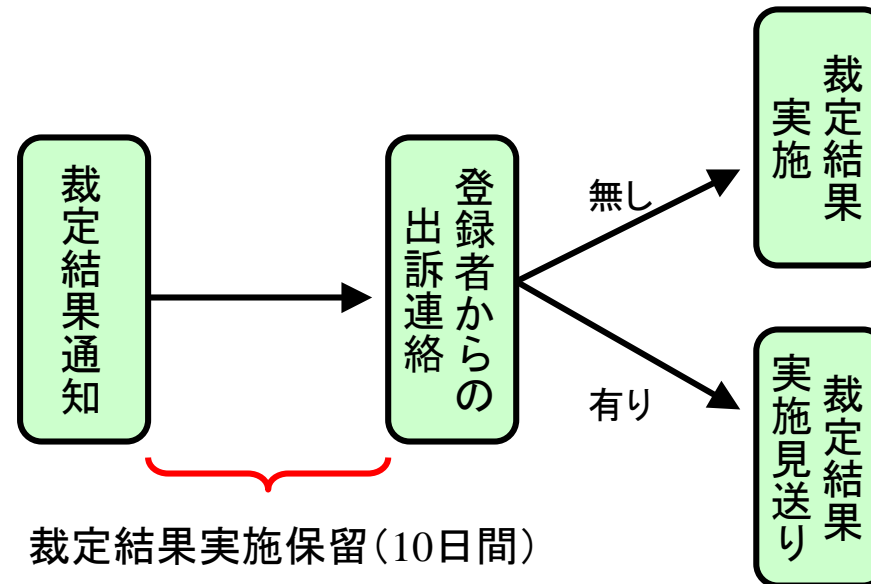 裁定結果通知
登録者からの
出訴連絡
無し
有り
裁定結果
実施
裁定結果
実施見送り
裁定結果実施保留（10日間）